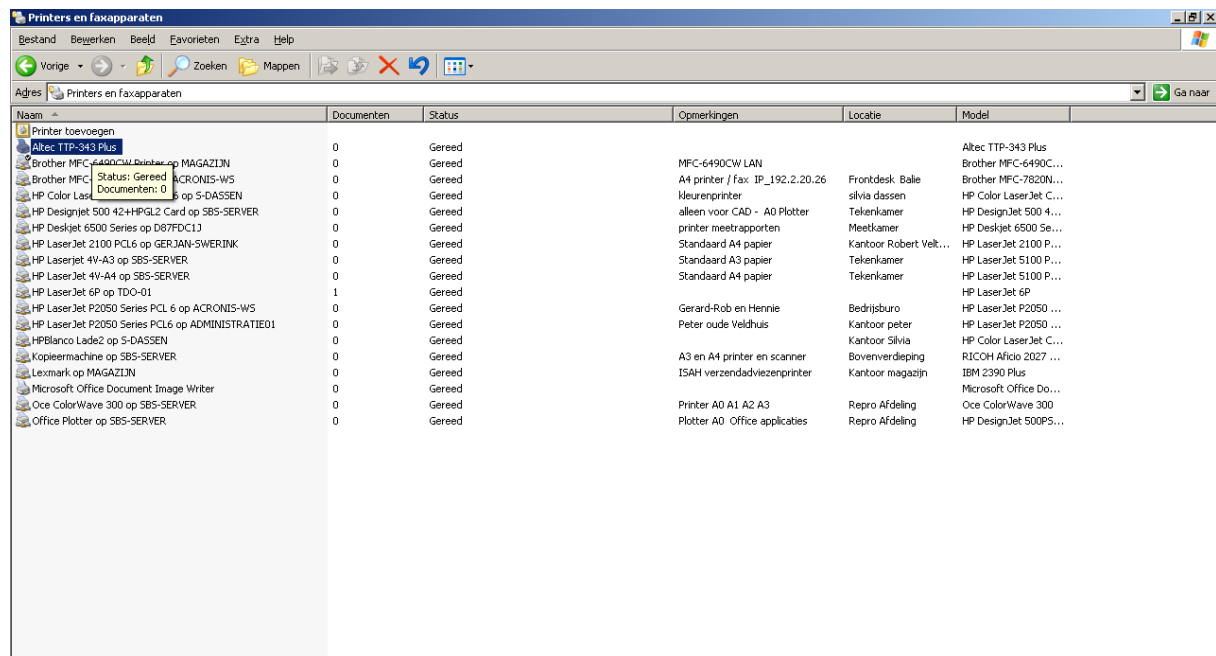 Printers en faxapparaten
Bestand Bewerken Beeld Favorieten Extra Help
Vorige Zoeken Mappen
Adres Printers en faxapparaten Ga naar
Naam Documenten Status Opmerkingen Locatie Model
Printer toevoegen
Altec TTP-343 Plus 0 Gereed Altec TTP-343 Plus
Brother MFC-6490CW Printer op MAGAZIJN 0 Gereed MFC-6490CW LAN Brother MFC-6490C...
Brother MFC- ACRONIS-WS 0 Gereed A4 printer / fax IP_192.2.20.26 Frontdesk Balie Brother MFC-7820N...
Status: Gereed
Documenten: 0
HP Color Lase 6 op S-DASSEN 0 Gereed kleurenprinter silvia dassen HP Color LaserJet C...
HP Designjet 500 42+HPGL2 Card op SBS-SERVER 0 Gereed alleen voor CAD - A0 Plotter Tekenkamer HP DesignJet 500 4...
HP Deskjet 6500 Series op D87FDC1J 0 Gereed printer meetrapporten Meetkamer HP Deskjet 6500 Se...
HP LaserJet 2100 PCL6 op GERJAN-SWERINK 0 Gereed Standaard A4 papier Kantoor Robert Velt... HP LaserJet 2100 P...
HP Laserjet 4V-A3 op SBS-SERVER 0 Gereed Standaard A3 papier Tekenkamer HP LaserJet 5100 P...
HP LaserJet 4V-A4 op SBS-SERVER 0 Gereed Standaard A4 papier Tekenkamer HP LaserJet 5100 P...
HP LaserJet 6P op TDO-01 1 Gereed HP LaserJet 6P
HP LaserJet P2050 Series PCL 6 op ACRONIS-WS 0 Gereed Gerard-Rob en Hennie Bedrijsburo HP LaserJet P2050 ...
HP LaserJet P2050 Series PCL6 op ADMINISTRATIE01 0 Gereed Peter oude Veldhuis Kantoor peter HP LaserJet P2050 ...
HPBlanco Lade2 op S-DASSEN 0 Gereed Kantoor Silvia HP Color LaserJet C...
Kopieermachine op SBS-SERVER 0 Gereed A3 en A4 printer en scanner Bovenverdieping RICOH Aficio 2027 ...
Lexmark op MAGAZIJN 0 Gereed ISAH verzendadviezenprinter Kantoor magazijn IBM 2390 Plus
Microsoft Office Document Image Writer 0 Gereed Microsoft Office Do...
Oce ColorWave 300 op SBS-SERVER 0 Gereed Printer A0 A1 A2 A3 Repro Afdeling Oce ColorWave 300
Office Plotter op SBS-SERVER 0 Gereed Plotter A0 Office applicaties Repro Afdeling HP DesignJet 500PS...